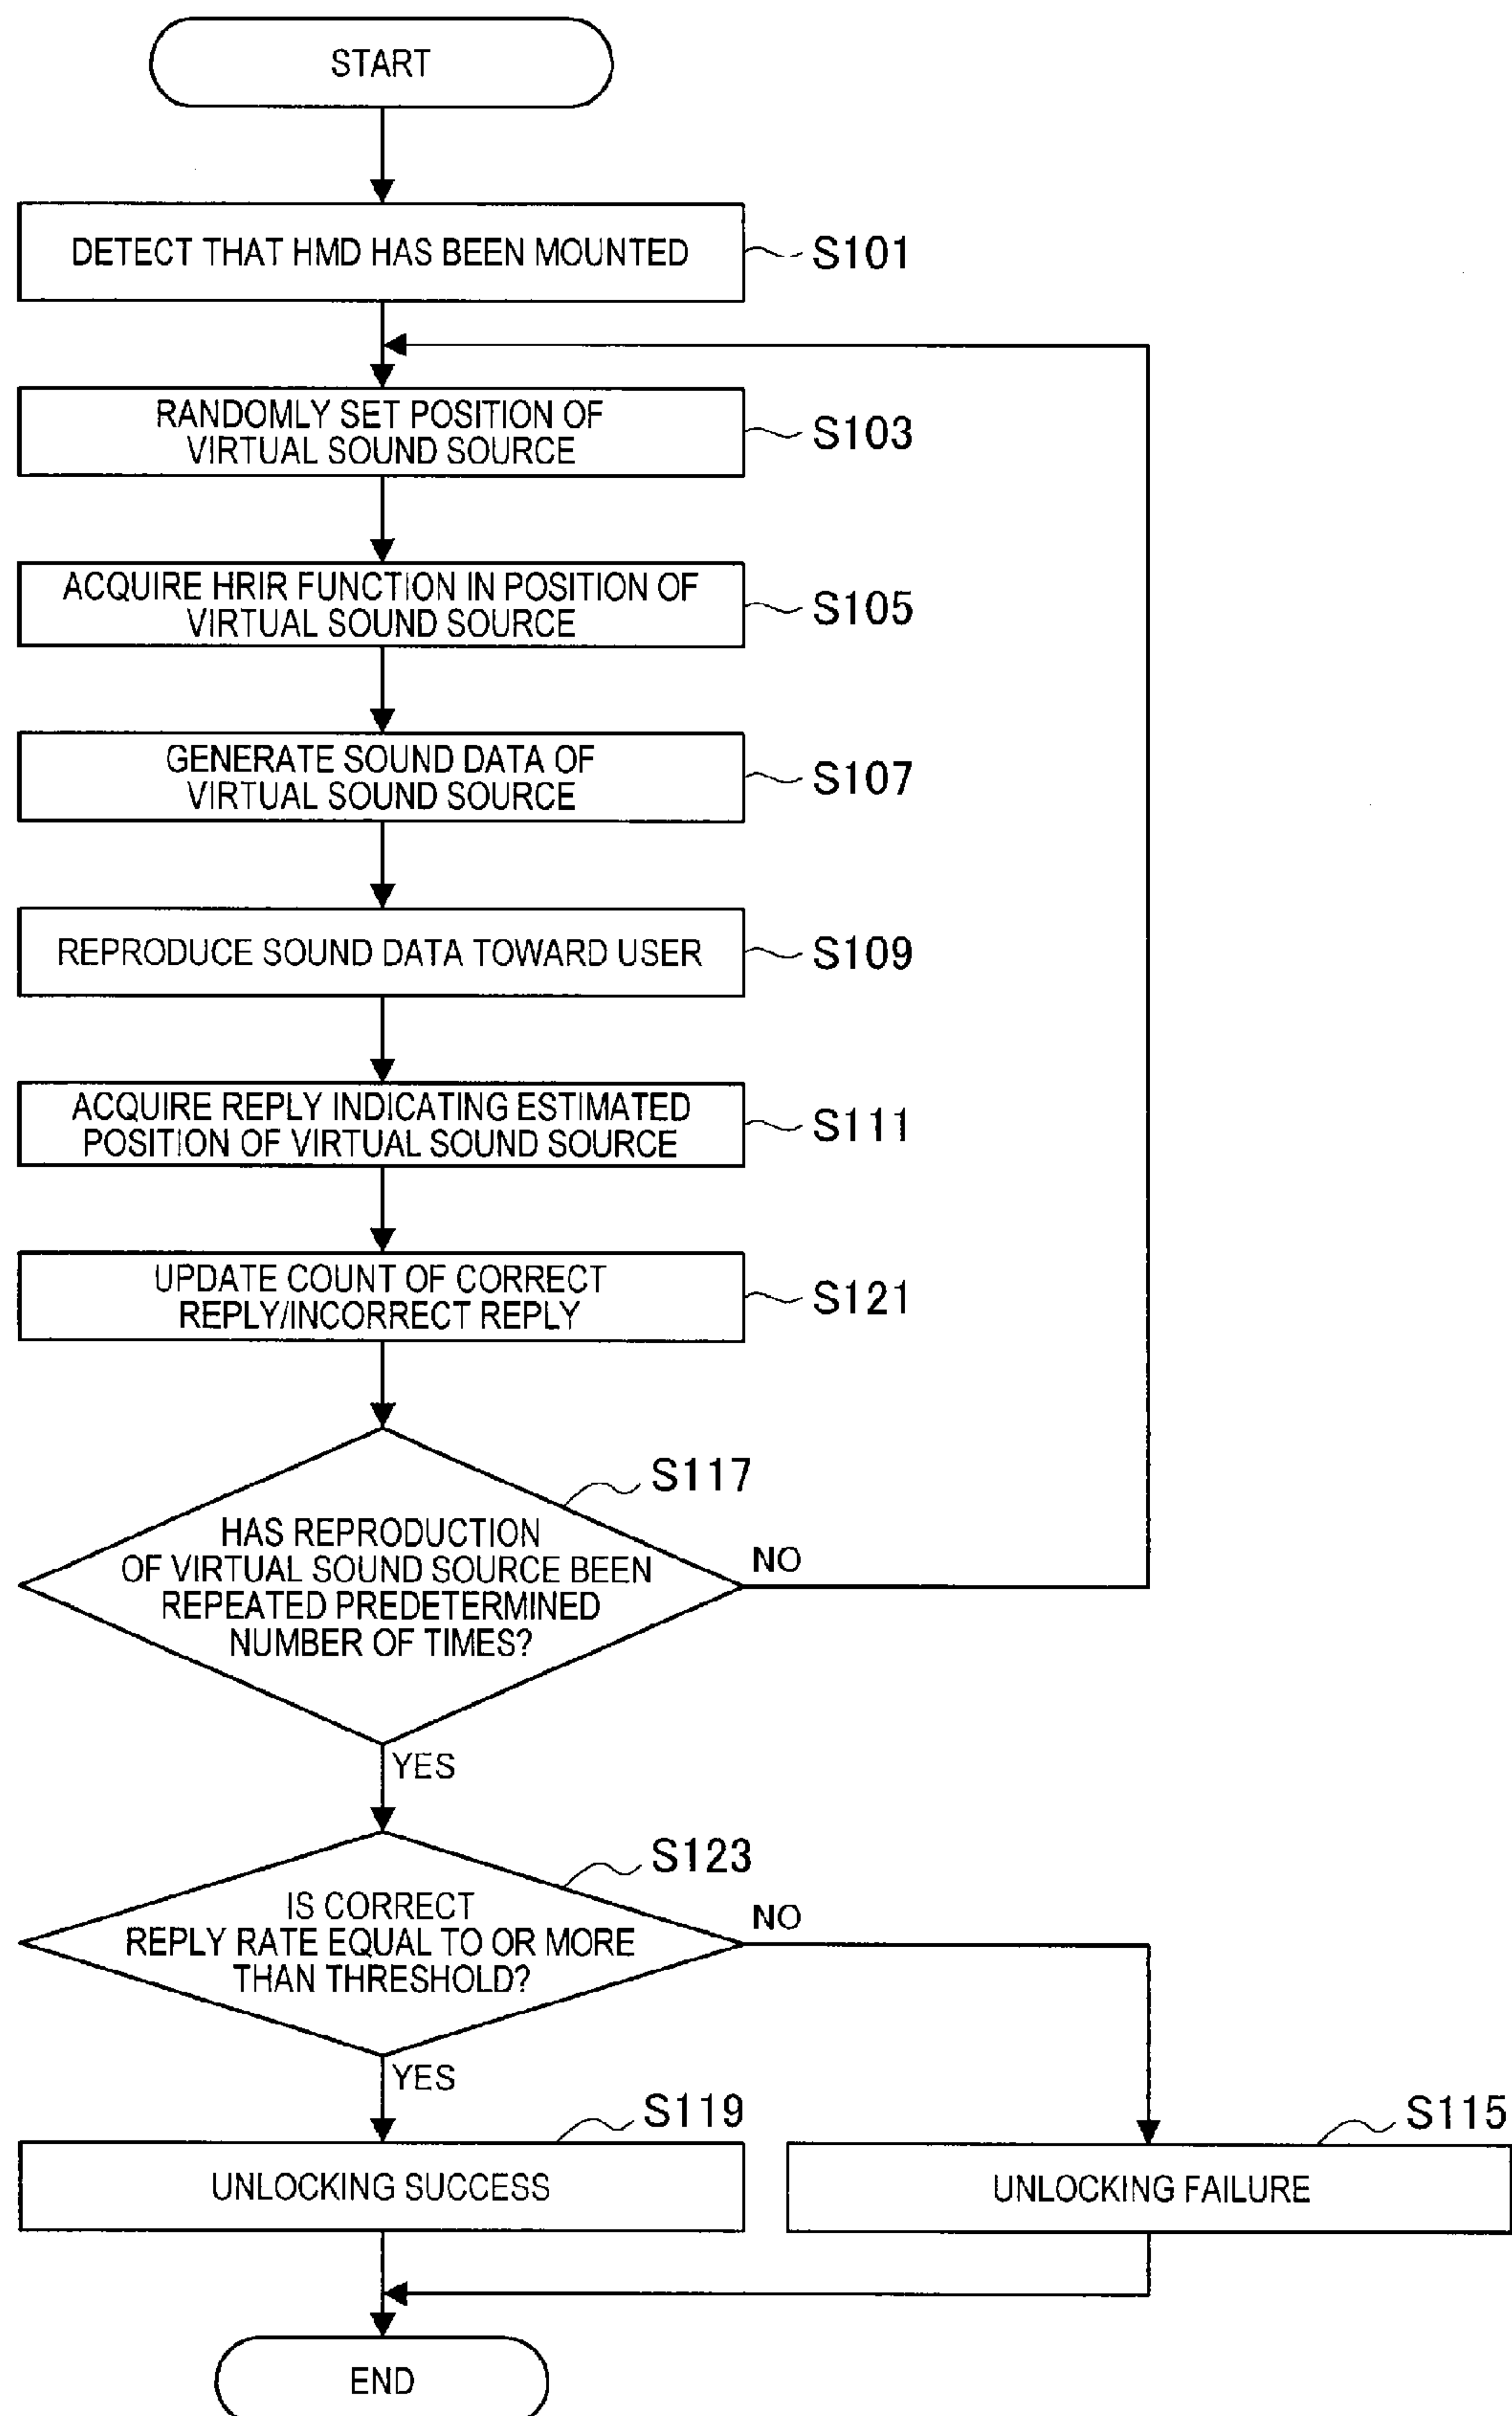 START
DETECT THAT HMD HAS BEEN MOUNTED
S101
RANDOMLY SET POSITION OF
VIRTUAL SOUND SOURCE
S103
ACQUIRE HRIR FUNCTION IN POSITION OF
VIRTUAL SOUND SOURCE
S105
GENERATE SOUND DATA OF
VIRTUAL SOUND SOURCE
S107
REPRODUCE SOUND DATA TOWARD USER
S109
ACQUIRE REPLY INDICATING ESTIMATED
POSITION OF VIRTUAL SOUND SOURCE
S111
UPDATE COUNT OF CORRECT
REPLY/INCORRECT REPLY
S121
S117
HAS REPRODUCTION
OF VIRTUAL SOUND SOURCE BEEN
REPEATED PREDETERMINED
NUMBER OF TIMES?
NO
YES
S123
IS CORRECT
REPLY RATE EQUAL TO OR MORE
THAN THRESHOLD?
NO
YES
S119
UNLOCKING SUCCESS
S115
UNLOCKING FAILURE
END